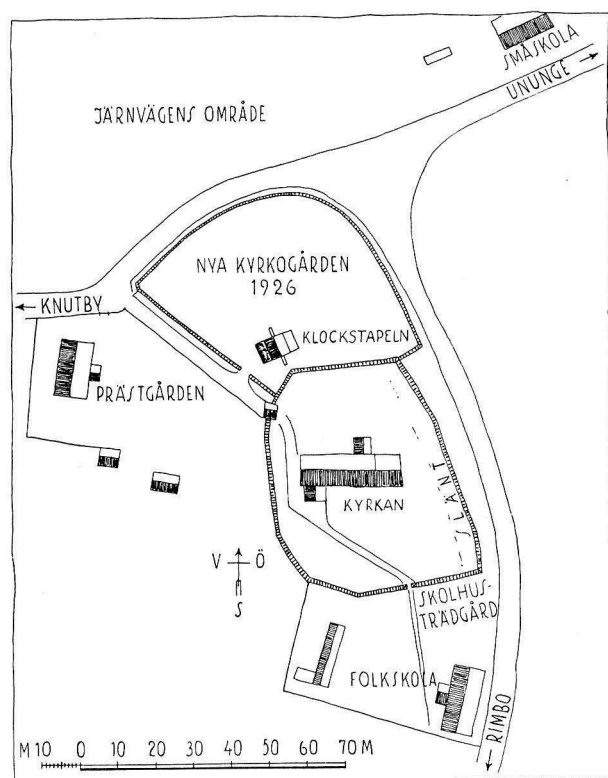 SMÅSKOLA
UNUNGE
JÄRNVÄGENS OMRÅDE
NYA KYRKOGÅRDEN
1926
KNUTBY
KLOCKSTAPELN
PRÄSTGÅRDEN
KYRKAN
SLÄNT
V Ö
S
SKOLHUS-
TRÄDGÅRD
FOLKSKOLA
RIMBO
M 10 0 10 20 30 40 50 60 70 M